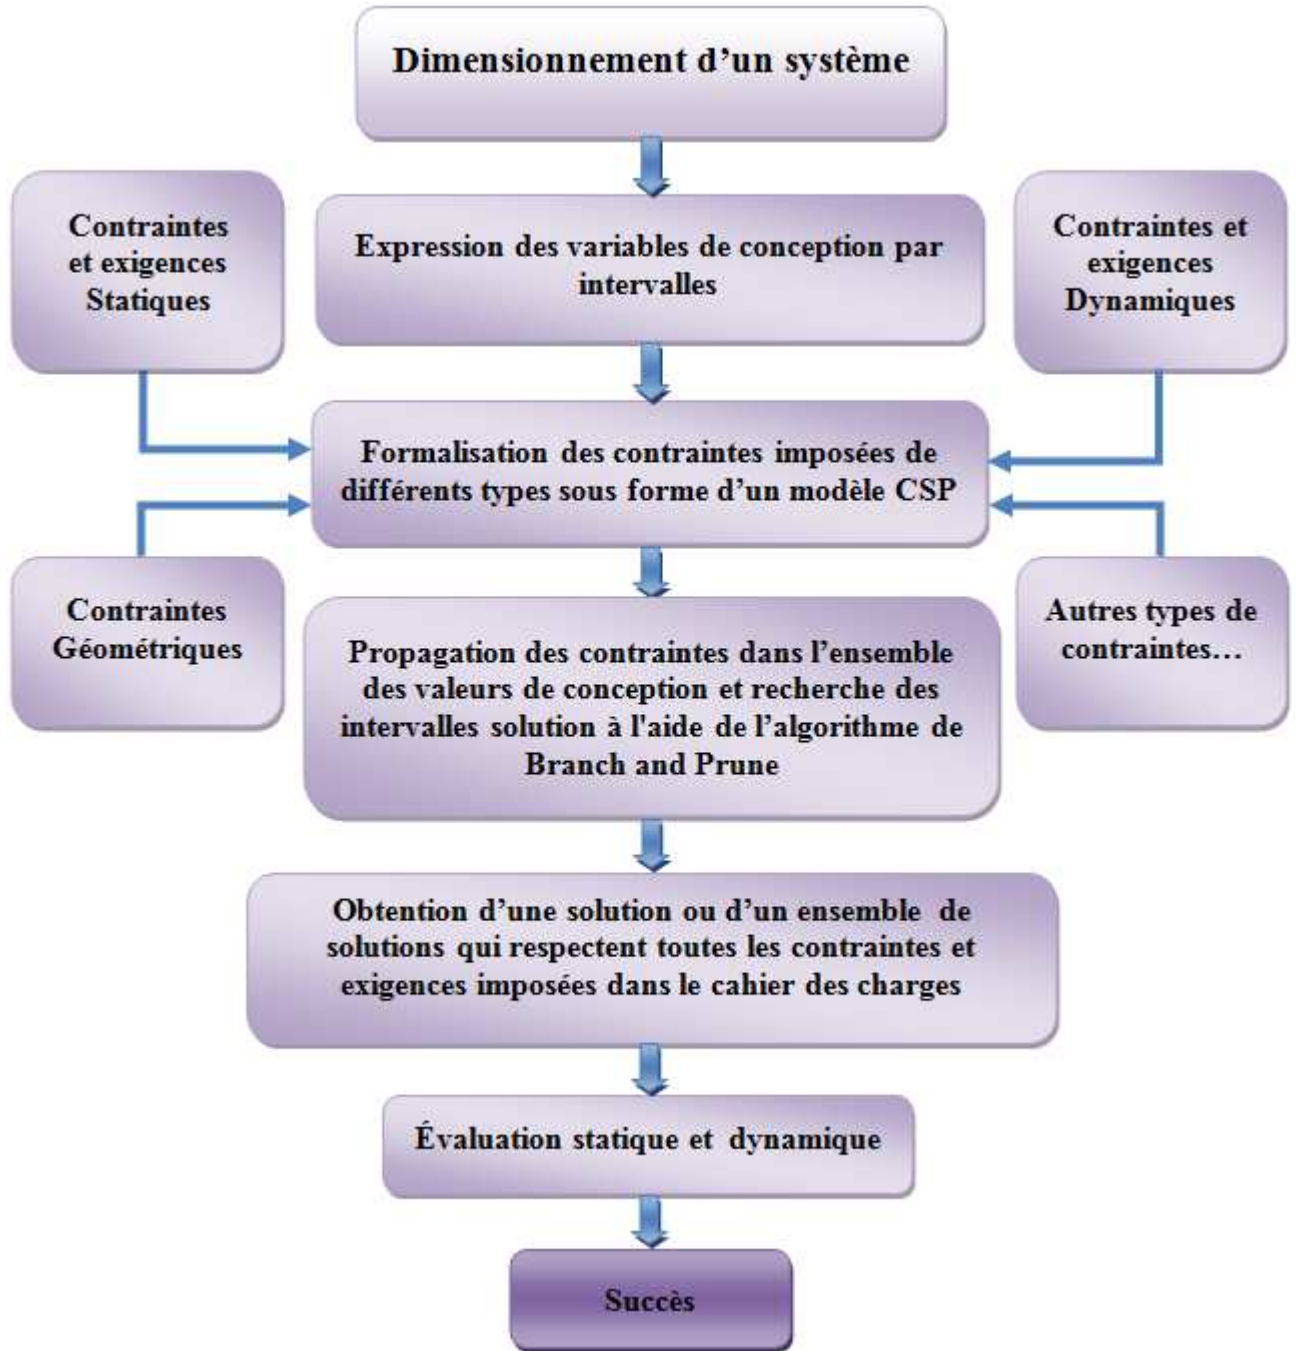 Dimensionnement d’un système
Contraintes
et exigences
Statiques
Expression des variables de conception par
intervalles
Contraintes et
exigences
Dynamiques
Formalisation des contraintes imposées de
différents types sous forme d’un modèle CSP
Contraintes
Géométriques
Autres types de
contraintes…
Propagation des contraintes dans l’ensemble
des valeurs de conception et recherche des
intervalles solution à l'aide de l’algorithme de
Branch and Prune
Obtention d’une solution ou d’un ensemble de
solutions qui respectent toutes les contraintes et
exigences imposées dans le cahier des charges
Évaluation statique et dynamique
Succès